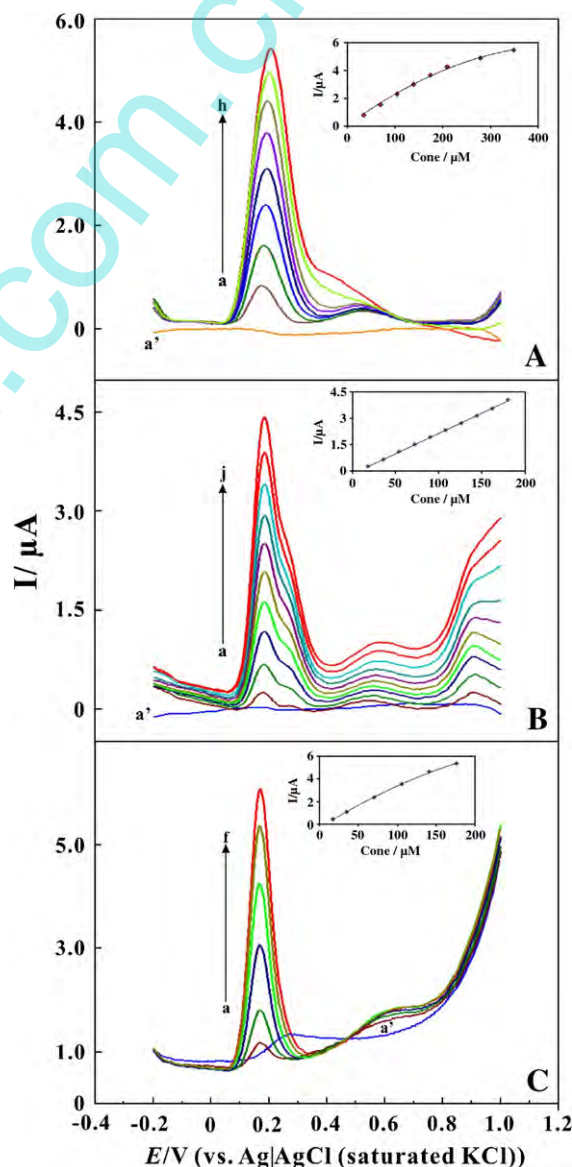 6.0
4.0
2.0
0
h
a
a'
A
I/µA
6
4
2
0
0 100 200 300 400
Conc / µM
4.5
3.0
1.5
0
j
a
a'
B
I/µA
4.5
3
1.5
0
0 50 100 150 200
Conc / µM
I/ µA
5.0
3.0
1.0
0
f
a
a'
C
I/µA
6
4
2
0
0 50 100 150 200
Conc / µM
-0.4 -0.2 0 0.2 0.4 0.6 0.8 1.0 1.2
E/V (vs. Ag|AgCl (saturated KCl))
.com.c